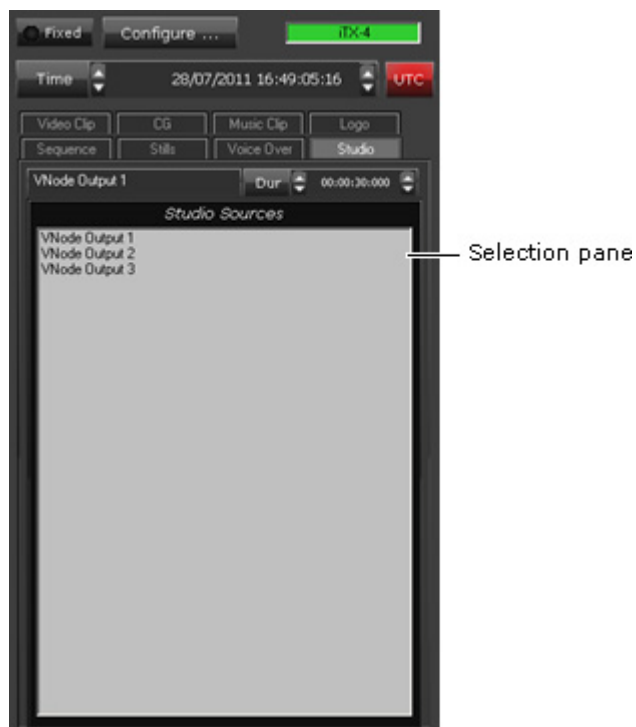 Fixed Configure ... iTX-4
Time 28/07/2011 16:49:05:16 UTC
Video Clip CG Music Clip Logo
Sequence Stills Voice Over Studio
VNode Output 1 Dur 00:00:30:000
Studio Sources
VNode Output 1
VNode Output 2
VNode Output 3
Selection pane